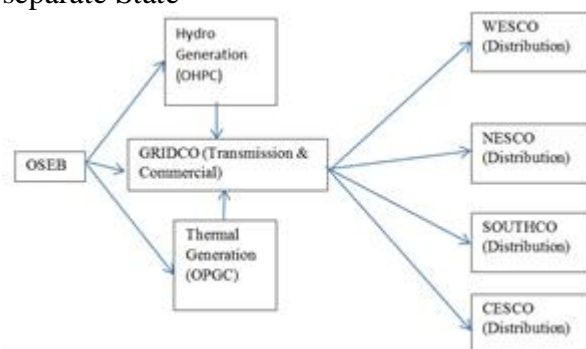 separate State
Hydro
Generation
(OHPC)
OSEB
GRIDCO (Transmission &
Commercial)
Thermal
Generation
(OPGC)
WESCO
(Distribution)
NESCO
(Distribution)
SOUTHCO
(Distribution)
CESCO
(Distribution)